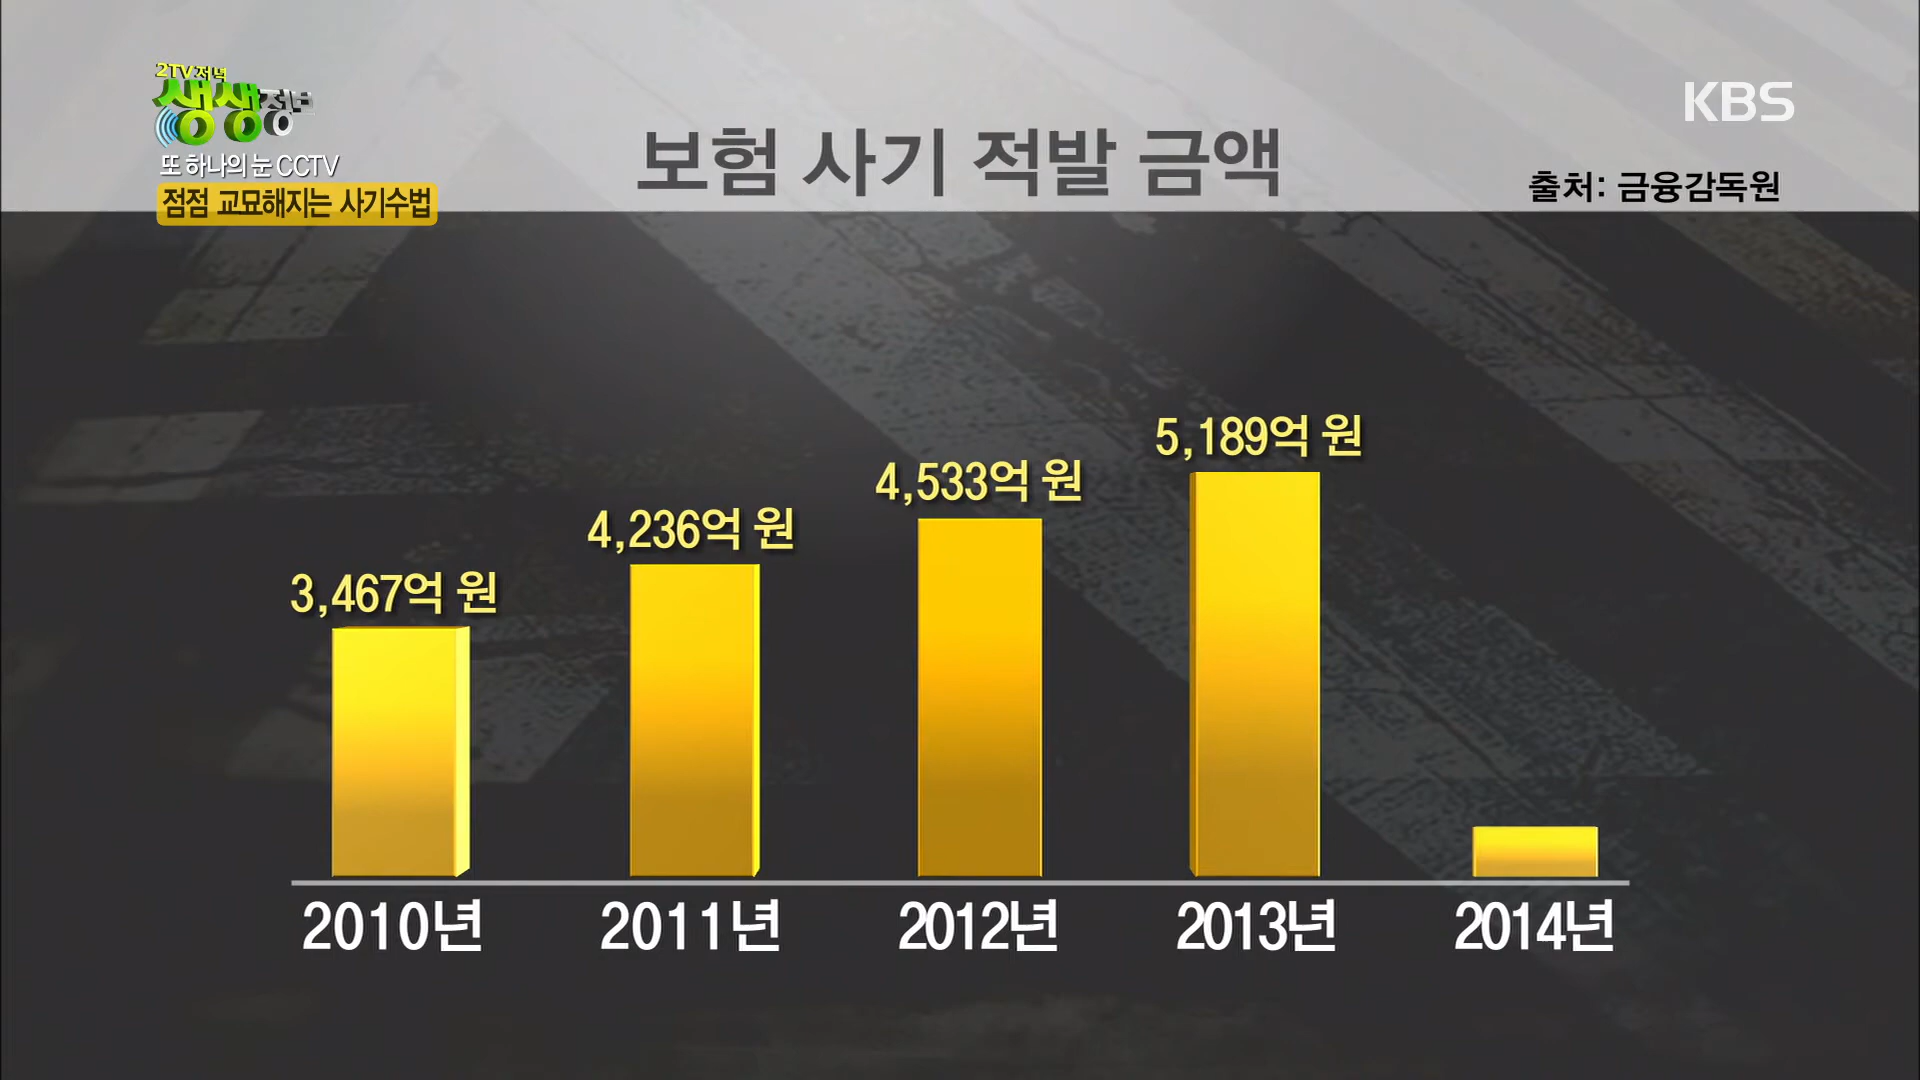 2TV 저녁
생생정보
또 하나의 눈 CCTV
점점 교묘해지는 사기수법
KBS
보험 사기 적발 금액
출처: 금융감독원
3,467억 원
4,236억 원
4,533억 원
5,189억 원
2010년
2011년
2012년
2013년
2014년